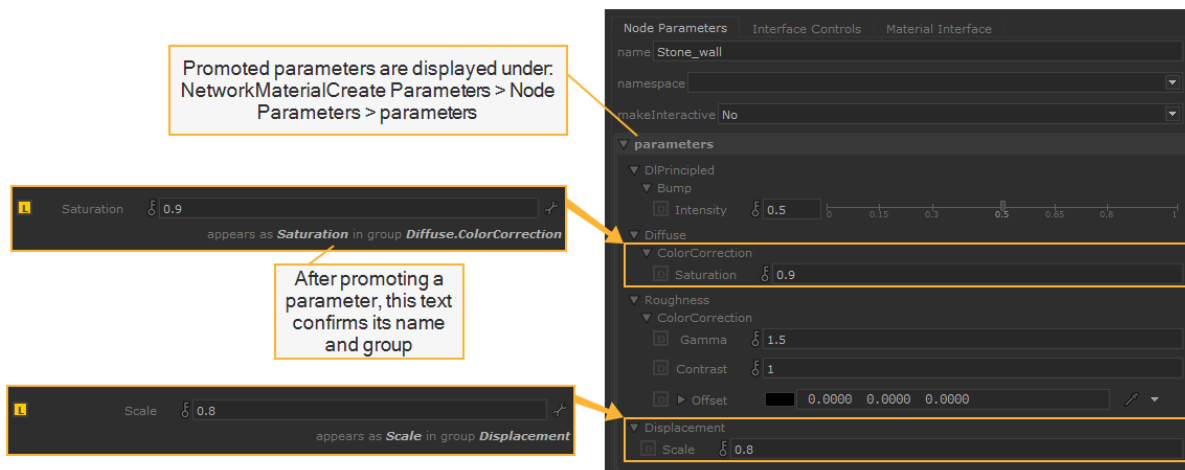 Promoted parameters are displayed under:
NetworkMaterialCreate Parameters > Node
Parameters > parameters
L Saturation 0.9
appears as Saturation in group Diffuse.ColorCorrection
After promoting a
parameter, this text
confirms its name
and group
L Scale 0.8
appears as Scale in group Displacement
Node Parameters Interface Controls Material Interface
name Stone_wall
namespace
makeInteractive No
parameters
DlPrincipled
Bump
D Intensity 0.5 0 0.15 0.3 0.5 0.65 0.8 1
Diffuse
ColorCorrection
D Saturation 0.9
Roughness
ColorCorrection
D Gamma 1.5
D Contrast 1
D Offset 0.0000 0.0000 0.0000
Displacement
D Scale 0.8